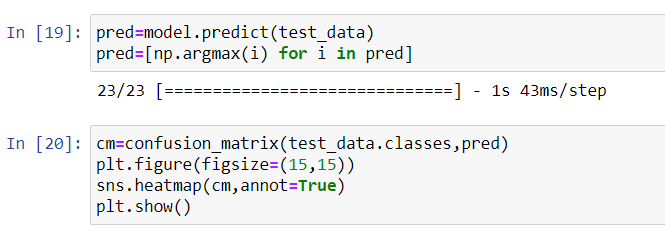 In [19]: pred=model.predict(test_data)
pred=[np.argmax(i) for i in pred]
23/23 [==============================] - 1s 43ms/step
In [20]: cm=confusion_matrix(test_data.classes,pred)
plt.figure(figsize=(15,15))
sns.heatmap(cm,annot=True)
plt.show()